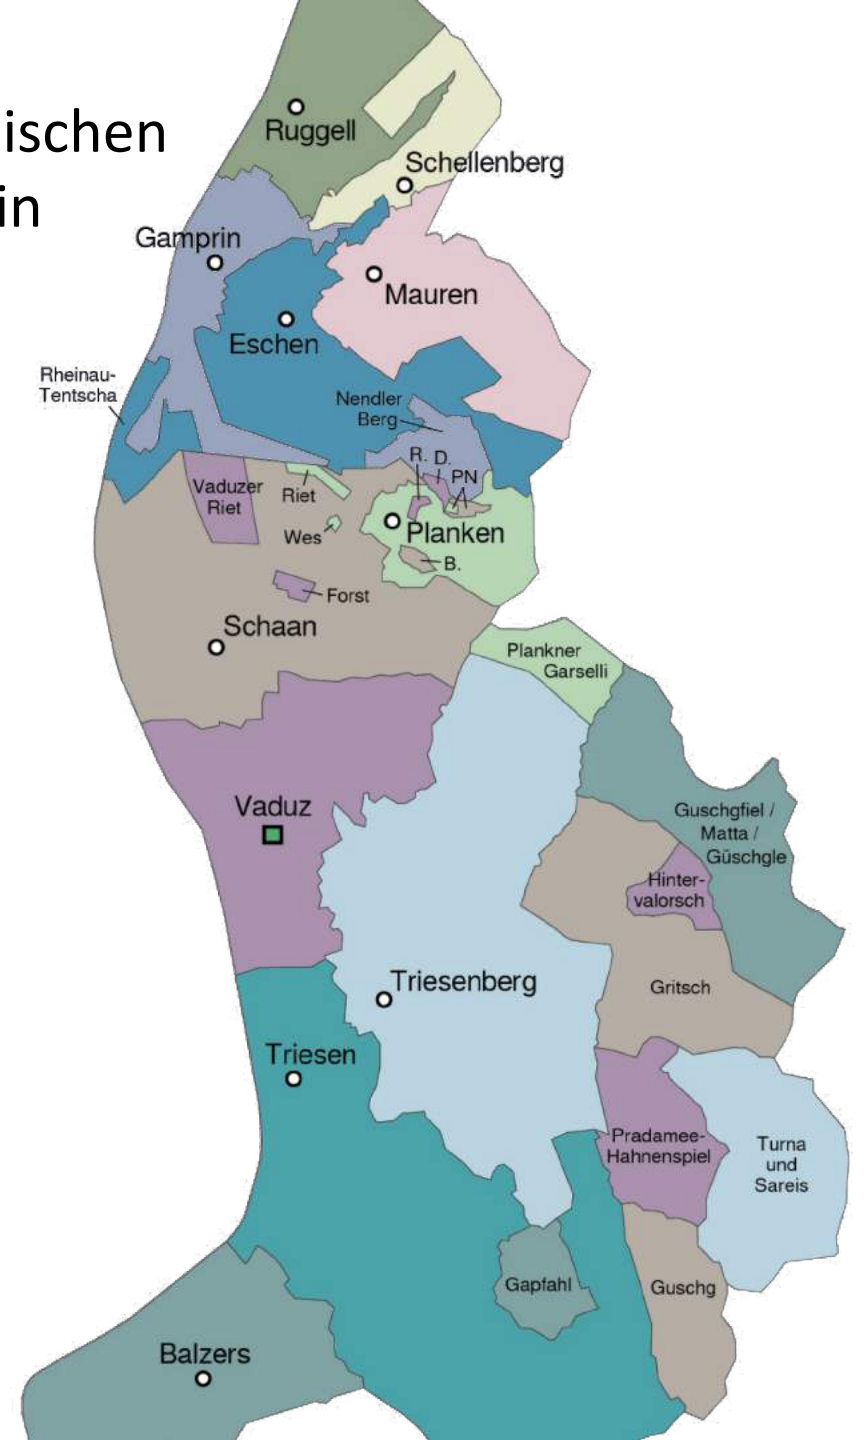 ischen
in
Ruggell
Schellenberg
Gamprin
Mauren
Eschen
Rheinau-
Tentscha
Nendler
Berg
R.
D.
PN
Vaduzer
Riet
Riet
Wes
Planken
B.
Forst
Schaan
Plankner
Garselli
Vaduz
Guschgfiel /
Matta /
Güschgle
Hinter-
valorsch
Triesenberg
Gritsch
Triesen
Pradamee-
Hahnenspiel
Turna
und
Sareis
Gapfahl
Guschg
Balzers